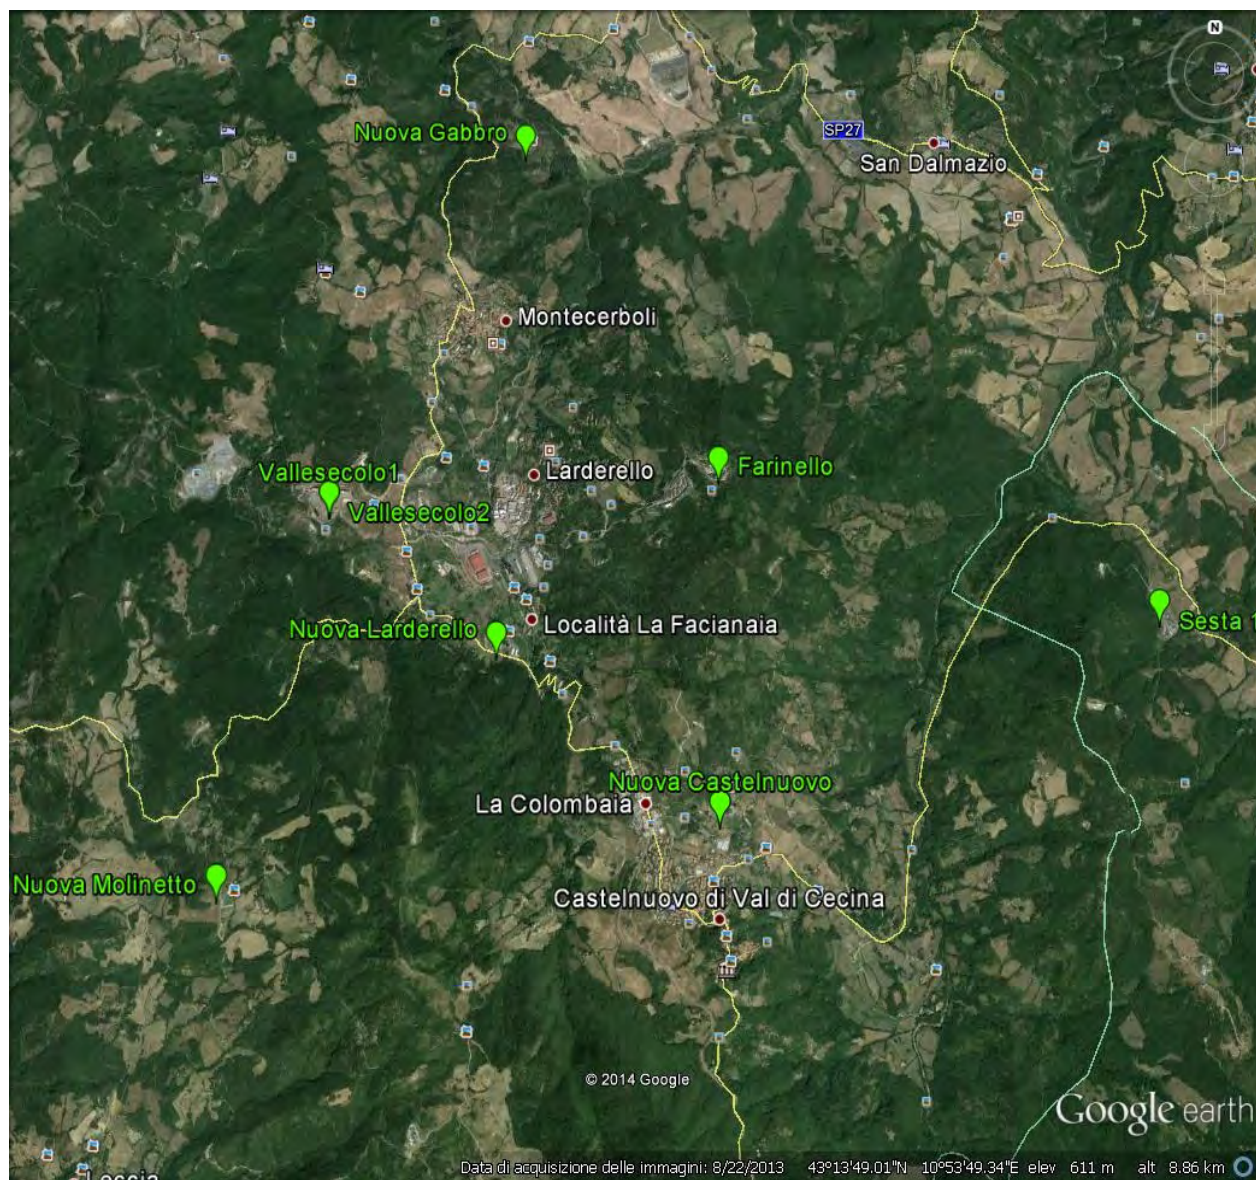 N
Nuova Gabbro
SP27
San Dalmazio
Montecerboli
Vallesecolo1
Larderello
Farinello
Vallesecolo2
Nuova Larderello
Località La Facianaia
Sesta 1
Nuova Castelnuovo
La Colombaia
Nuova Molinetto
Castelnuovo di Val di Cecina
© 2014 Google
Google earth
Data di acquisizione delle immagini: 8/22/2013 43°13'49.01"N 10°53'49.34"E elev 611 m alt 8.86 km